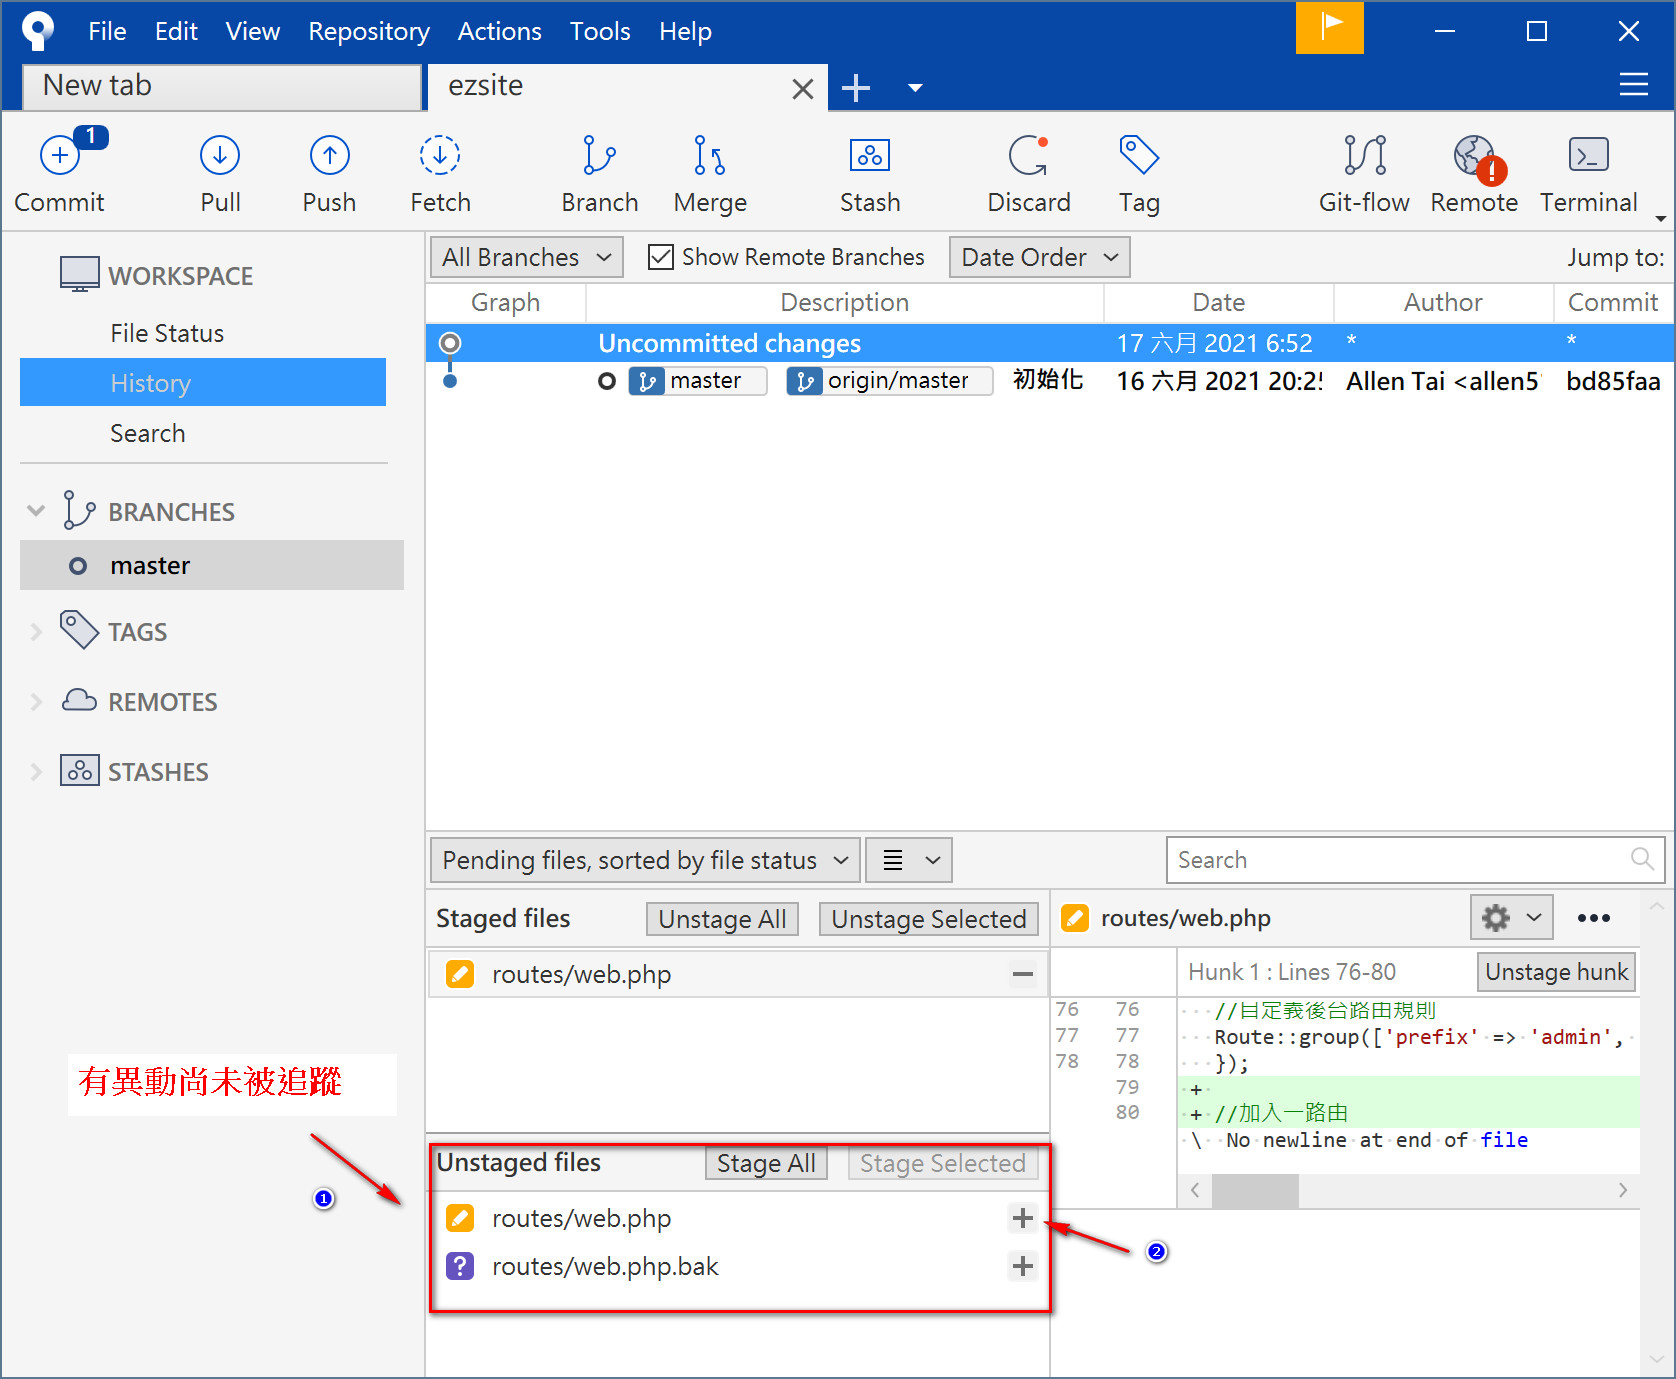 File Edit View Repository Actions Tools Help
New tab
ezsite
1
Commit Pull Push Fetch Branch Merge Stash Discard Tag Git-flow Remote Terminal
WORKSPACE
File Status
History
Search
BRANCHES
master
TAGS
REMOTES
STASHES
All Branches Show Remote Branches Date Order Jump to:
Graph Description Date Author Commit
Uncommitted changes 17 六月 2021 6:52 * *
master origin/master 初始化 16 六月 2021 20:25 Allen Tai <allen5 bd85faa
Pending files, sorted by file status
Search
Staged files Unstage All Unstage Selected
routes/web.php
有異動尚未被追蹤
1
Unstaged files Stage All Stage Selected
routes/web.php
routes/web.php.bak
2
routes/web.php
Hunk 1 : Lines 76-80 Unstage hunk
76 76 //自定義後台路由規則
77 77 Route::group(['prefix' => 'admin',
78 78 });
79 +
80 + //加入一路由
\ No newline at end of file